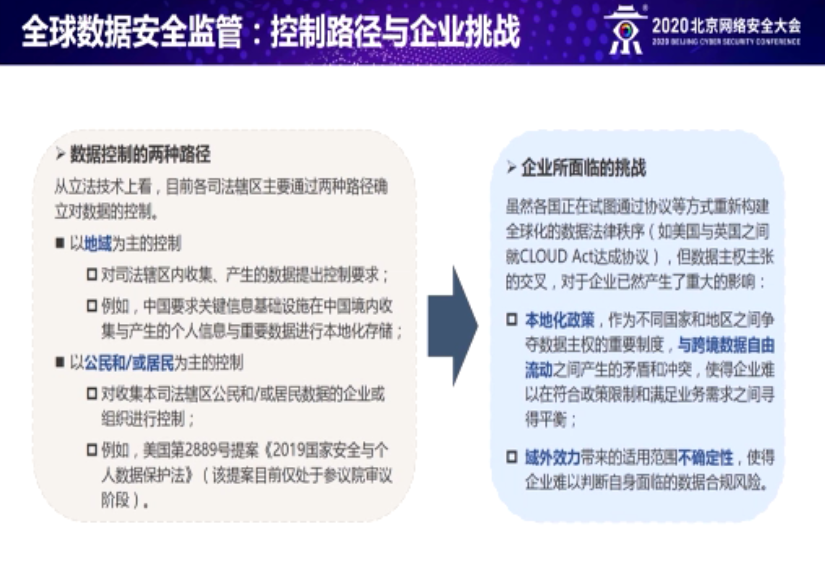 全球数据安全监管：控制路径与企业挑战
2020北京网络安全大会
2020 BEIJING CYBER SECURITY CONFERENCE
➢ 数据控制的两种路径
从立法技术上看，目前各司法辖区主要通过两种路径确
立对数据的控制。
■ 以地域为主的控制
□ 对司法辖区内收集、产生的数据提出控制要求；
□ 例如，中国要求关键信息基础设施在中国境内收
集与产生的个人信息与重要数据进行本地化存储；
■ 以公民和/或居民为主的控制
□ 对收集本司法辖区公民和/或居民数据的企业或
组织进行控制；
□ 例如，美国第2889号提案《2019国家安全与个
人数据保护法》（该提案目前仅处于参议院审议
阶段）。
➢ 企业所面临的挑战
虽然各国正在试图通过协议等方式重新构建
全球化的数据法律秩序（如美国与英国之间
就CLOUD Act达成协议），但数据主权主张
的交叉，对于企业已然产生了重大的影响：
□ 本地化政策，作为不同国家和地区之间争
夺数据主权的重要制度，与跨境数据自由
流动之间产生的矛盾和冲突，使得企业难
以在符合政策限制和满足业务需求之间寻
得平衡；
□ 域外效力带来的适用范围不确定性，使得
企业难以判断自身面临的数据合规风险。